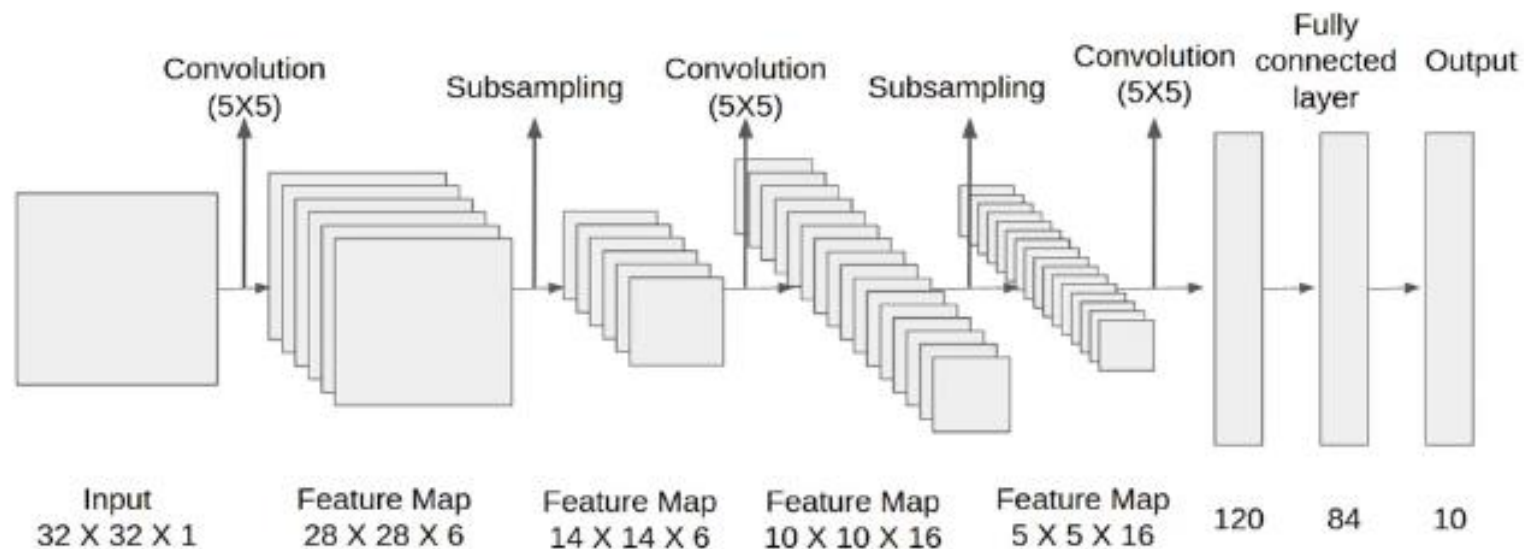 Convolution
(5X5)
Subsampling
Convolution
(5X5)
Subsampling
Convolution
(5X5)
Fully
connected
layer
Output
Input
32 X 32 X 1
Feature Map
28 X 28 X 6
Feature Map
14 X 14 X 6
Feature Map
10 X 10 X 16
Feature Map
5 X 5 X 16
120
84
10